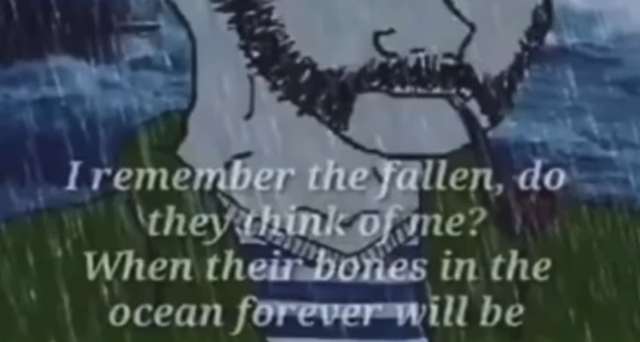 I remember the fallen, do
they think of me?
When their bones in the
ocean forever will be